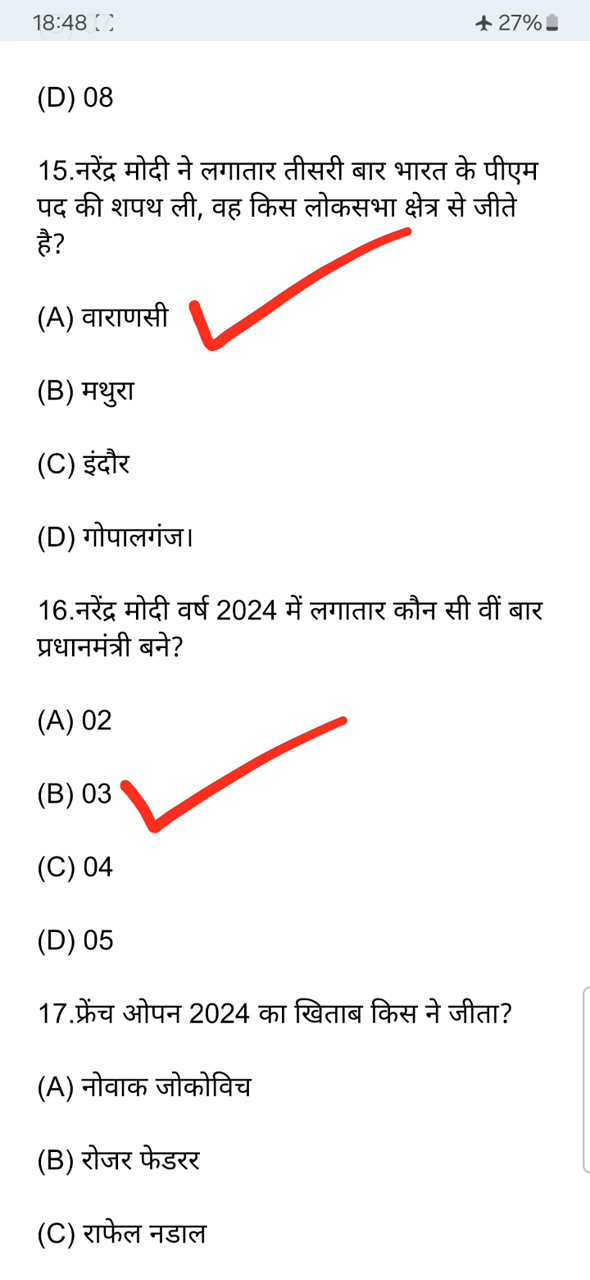 18:48
27%
(D) 08
15.नरेंद्र मोदी ने लगातार तीसरी बार भारत के पीएम
पद की शपथ ली, वह किस लोकसभा क्षेत्र से जीते
है?
(A) वाराणसी
(B) मथुरा
(C) इंदौर
(D) गोपालगंज।
16.नरेंद्र मोदी वर्ष 2024 में लगातार कौन सी वीं बार
प्रधानमंत्री बने?
(A) 02
(B) 03
(C) 04
(D) 05
17.फ्रेंच ओपन 2024 का खिताब किस ने जीता?
(A) नोवाक जोकोविच
(B) रोजर फेडरर
(C) राफेल नडाल